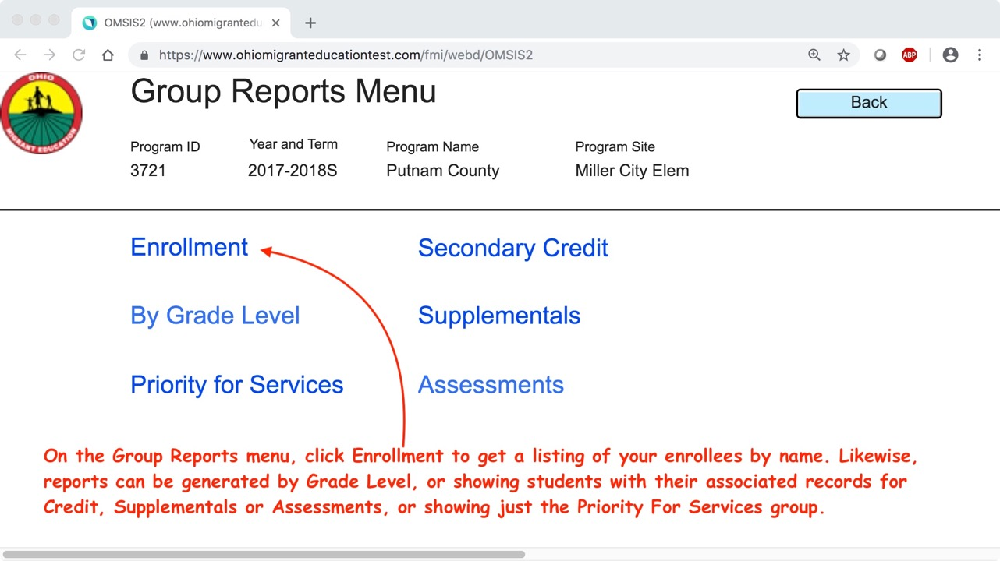 OMSIS2 (www.ohiomigrantedu
https://www.ohiomigranteducationtest.com/fmi/webd/OMSIS2
ABP
OHIO
MIGRANT EDUCATION
Group Reports Menu
Back
Program ID
Year and Term
Program Name
Program Site
3721
2017-2018S
Putnam County
Miller City Elem
Enrollment
Secondary Credit
By Grade Level
Supplementals
Priority for Services
Assessments
On the Group Reports menu, click Enrollment to get a listing of your enrollees by name. Likewise,
reports can be generated by Grade Level, or showing students with their associated records for
Credit, Supplementals or Assessments, or showing just the Priority For Services group.